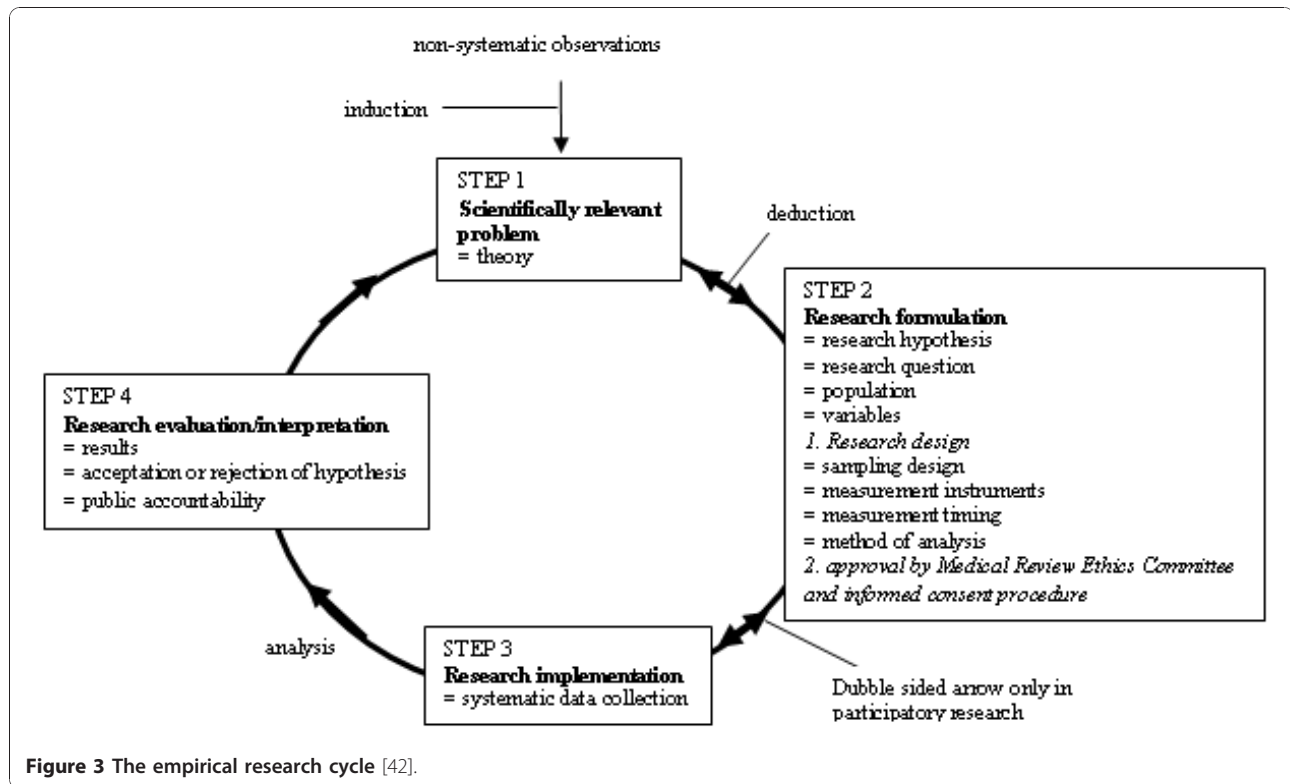 non-systematic observations
induction
STEP 1
Scientifically relevant
problem
= theory
deduction
STEP 2
Research formulation
= research hypothesis
= research question
= population
= variables
1. Research design
= sampling design
= measurement instruments
= measurement timing
= method of analysis
2. approval by Medical Review Ethics Committee
and informed consent procedure
STEP 4
Research evaluation/interpretation
= results
= acceptation or rejection of hypothesis
= public accountability
analysis
STEP 3
Research implementation
= systematic data collection
Dubble sided arrow only in
participatory research
Figure 3 The empirical research cycle [42].